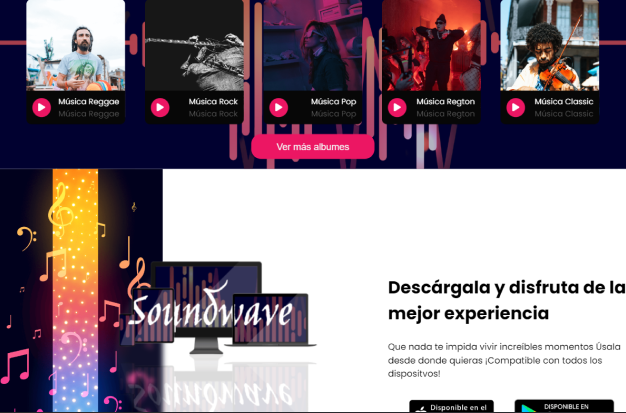 Música Reggae
Música Reggae
Música Rock
Música Rock
Música Pop
Música Pop
Música Regton
Música Regton
Música Classic
Música Classic
Ver más albumes
Soundwave
Descárgala y disfruta de la
mejor experiencia
Que nada te impida vivir increíbles momentos Úsala
desde donde quieras ¡Compatible con todos los
dispositvos!
Disponible en el
DISPONIBLE EN